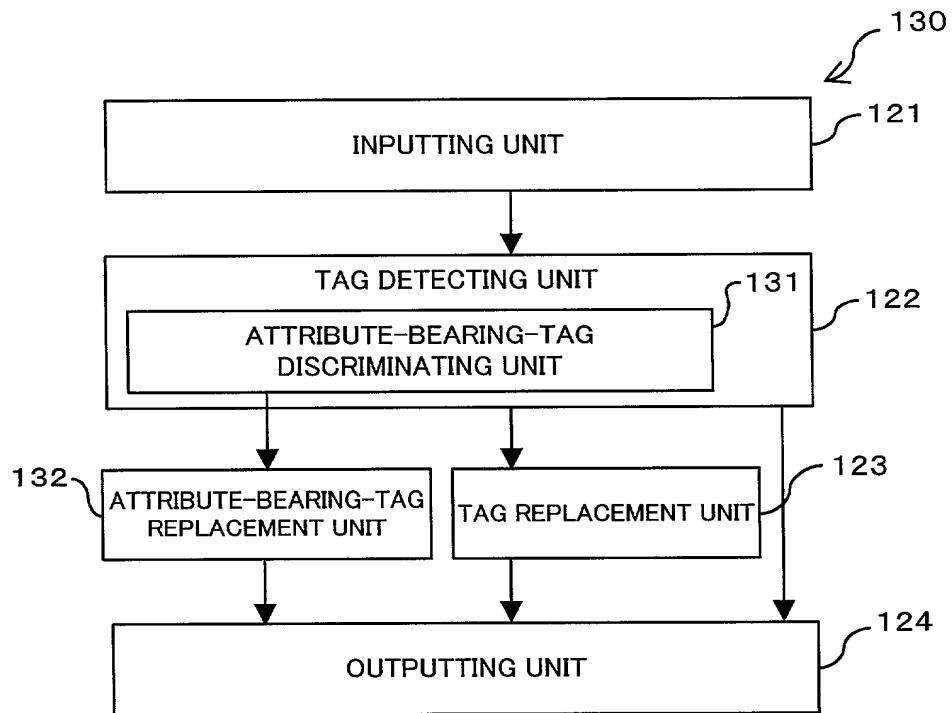 130
INPUTTING UNIT
121
TAG DETECTING UNIT
131
ATTRIBUTE-BEARING-TAG
DISCRIMINATING UNIT
122
132
ATTRIBUTE-BEARING-TAG
REPLACEMENT UNIT
TAG REPLACEMENT UNIT
123
OUTPUTTING UNIT
124